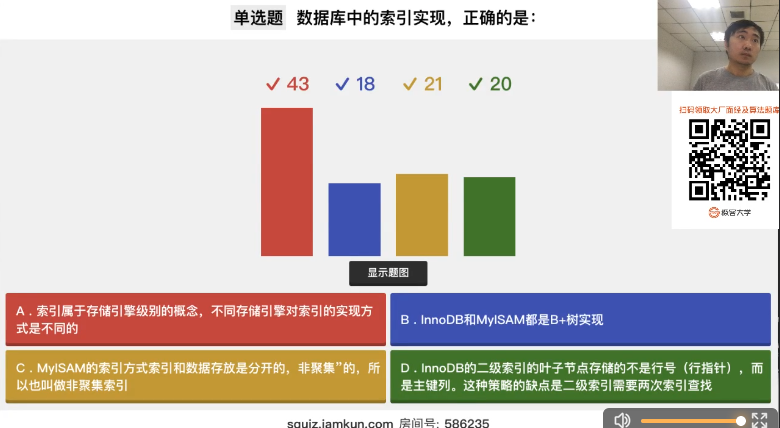 单选题 数据库中的索引实现，正确的是：
✓ 43 ✓ 18 ✓ 21 ✓ 20
扫码领取大厂面经及算法题库
极客大学
显示题图
A . 索引属于存储引擎级别的概念，不同存储引擎对索引的实现方
式是不同的
B . InnoDB和MyISAM都是B+树实现
C . MyISAM的索引方式索引和数据存放是分开的，非聚集”的，所
以也叫做非聚集索引
D . InnoDB的二级索引的叶子节点存储的不是行号（行指针），而
是主键列。这种策略的缺点是二级索引需要两次索引查找
squiz.jamkun.com 房间号: 586235